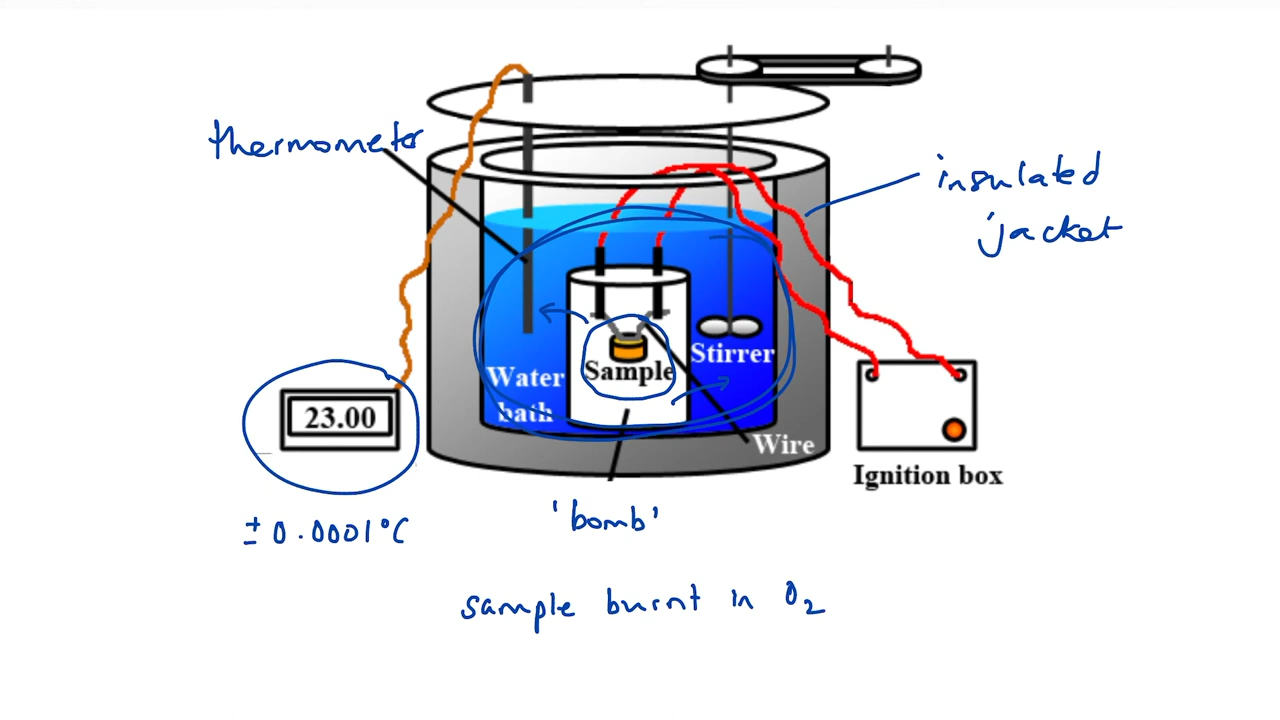 thermometer
insulated
jacket
Stirrer
Sample
Water
bath
23.00
Wire
Ignition box
'bomb'
± 0.0001°C
sample burnt in O₂